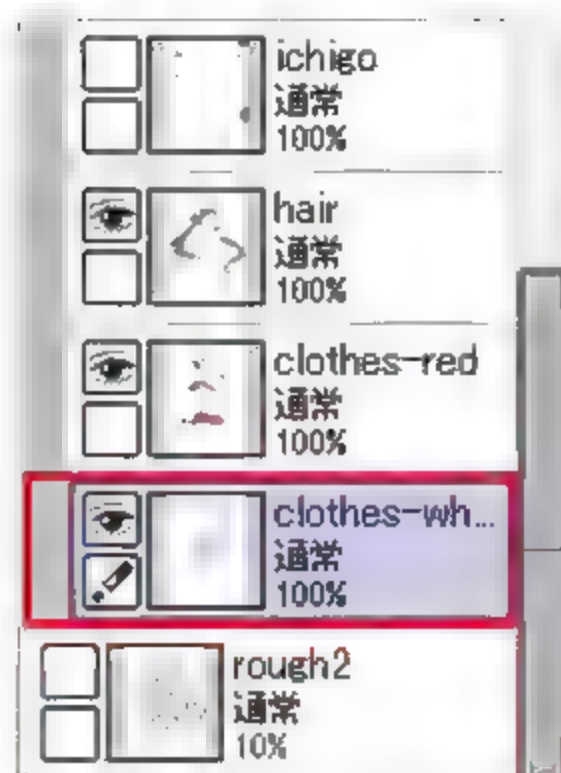 ichigo
通常
100%
hair
通常
100%
clothes-red
通常
100%
clothes-wh...
通常
100%
rough2
通常
10%